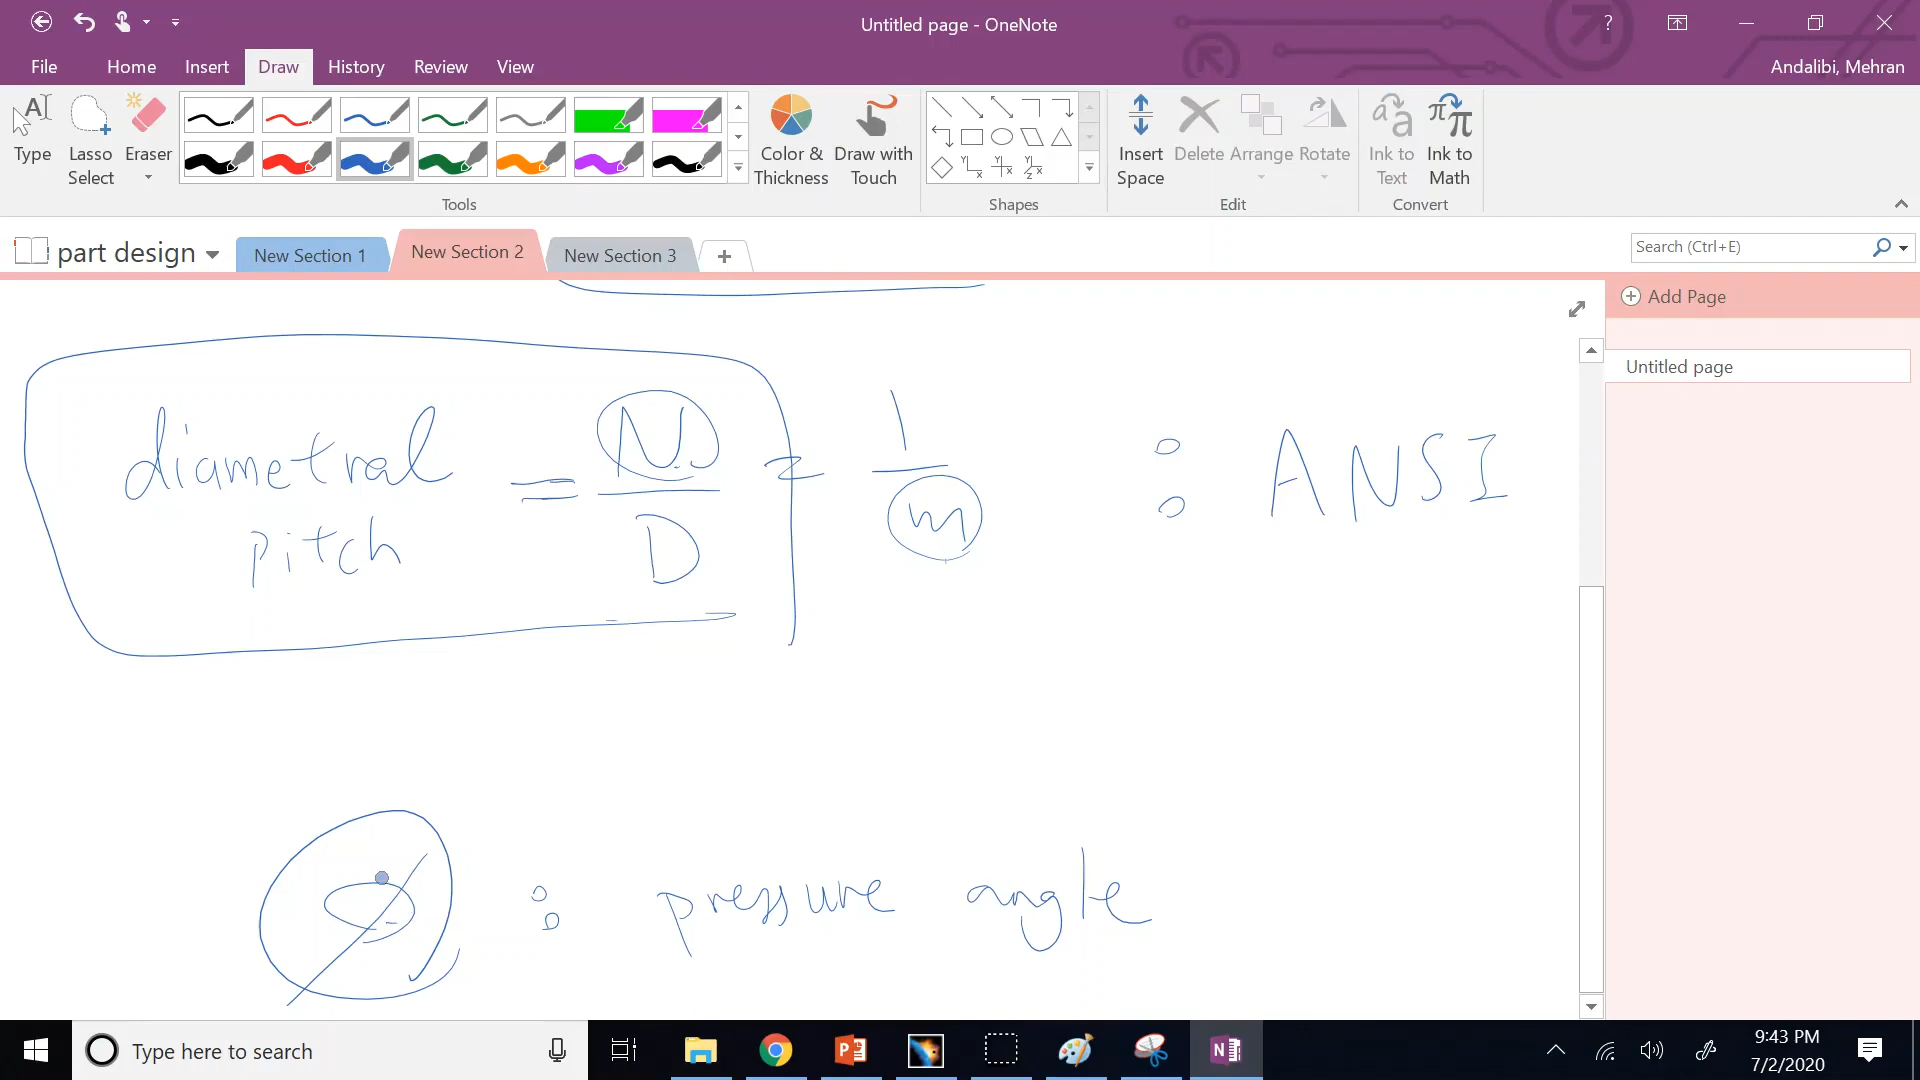 Untitled page - OneNote
?
File Home Insert Draw History Review View
Andalibi, Mehran
Type
Lasso Select
Eraser
Color & Thickness
Draw with Touch
Insert Space
Delete
Arrange
Rotate
Ink to Text
Ink to Math
Tools
Shapes
Edit
Convert
part design
New Section 1
New Section 2
New Section 3
Search (Ctrl+E)
Add Page
Untitled page
diametral pitch = N/D = 1/m : ANSI
Ø : pressure angle
Type here to search
9:43 PM
7/2/2020